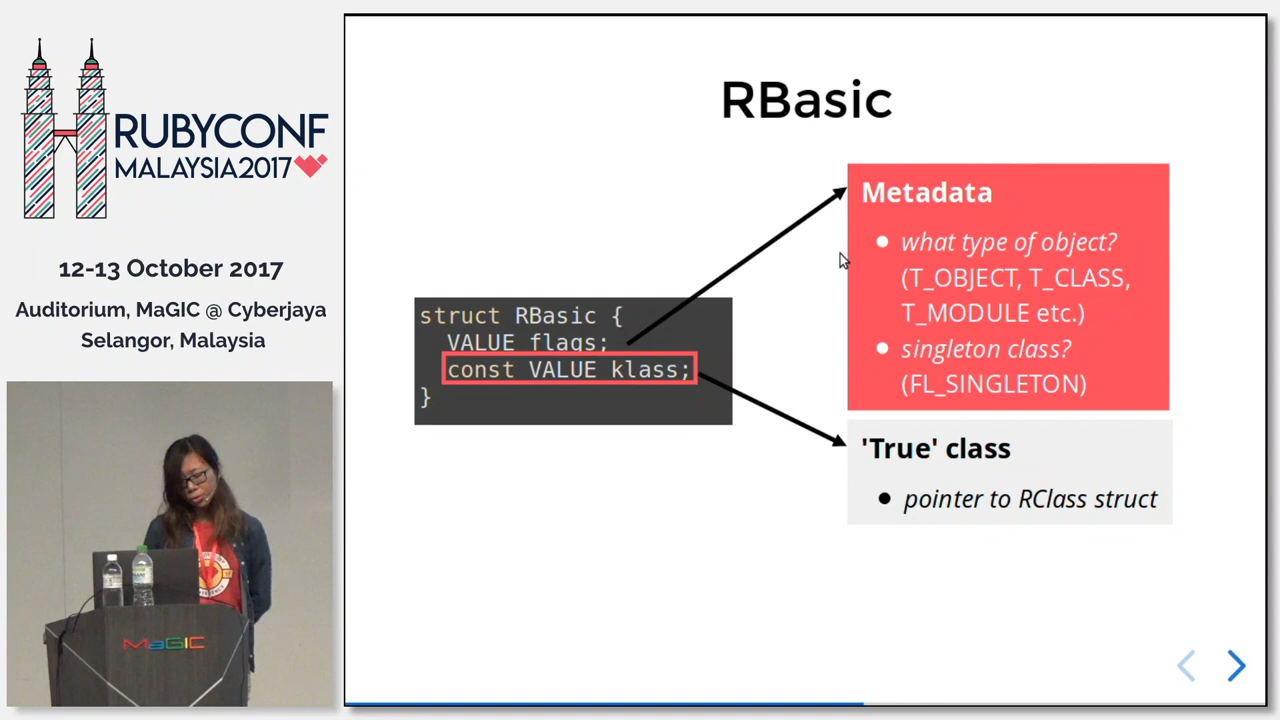 RUBYCONF
MALAYSIA2017
12-13 October 2017
Auditorium, MaGIC @ Cyberjaya
Selangor, Malaysia
MaGIC
RBasic
struct RBasic {
VALUE flags;
const VALUE klass;
}
Metadata
what type of object?
(T_OBJECT, T_CLASS,
T_MODULE etc.)
singleton class?
(FL_SINGLETON)
'True' class
pointer to RClass struct